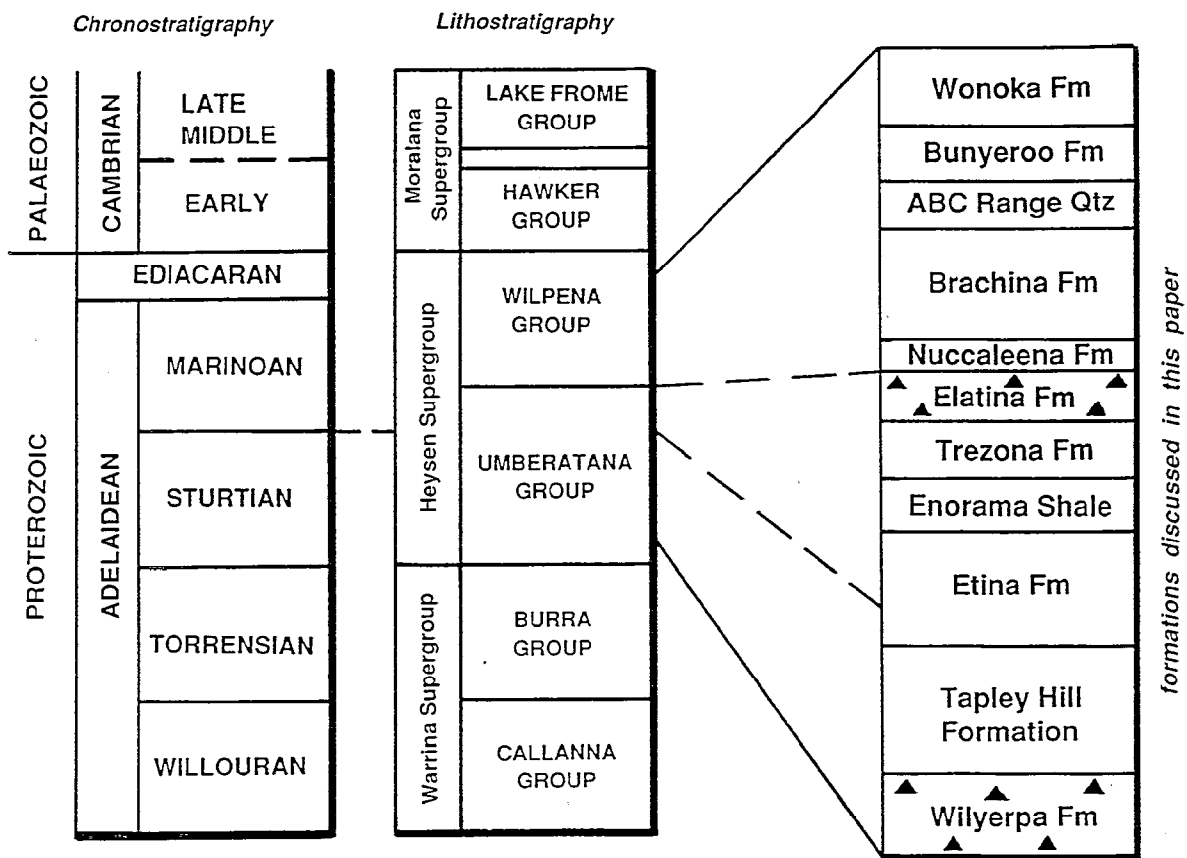 Chronostratigraphy
PALAEOZOIC
CAMBRIAN
LATE
MIDDLE
EARLY
EDIACARAN
PROTEROZOIC
ADELAIDEAN
MARINOAN
STURTIAN
TORRENSIAN
WILLOURAN
Lithostratigraphy
Moralana
Supergroup
LAKE FROME
GROUP
HAWKER
GROUP
Heysen Supergroup
WILPENA
GROUP
UMBERATANA
GROUP
Warrina Supergroup
BURRA
GROUP
CALLANNA
GROUP
Wonoka Fm
Bunyeroo Fm
ABC Range Qtz
Brachina Fm
Nuccaleena Fm
Elatina Fm
Trezona Fm
Enorama Shale
Etina Fm
Tapley Hill
Formation
Wilyerpa Fm
formations discussed in this paper